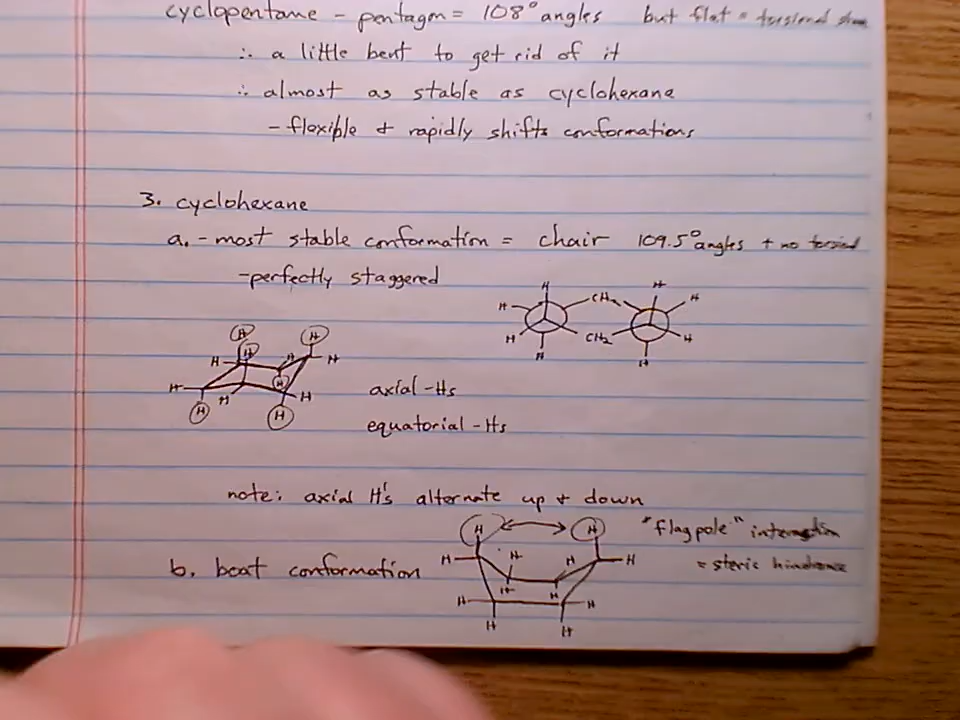 cyclopentane - pentagon = 108° angles but flat = torsional strain
∴ a little bent to get rid of it
∴ almost as stable as cyclohexane
- flexible + rapidly shifts conformations
3. cyclohexane
a. - most stable conformation = chair 109.5° angles + no torsional
- perfectly staggered
H H H
H CH₂ H
H CH₂ H
H H
H H
H H H H
H H H
H H
H H
axial - Hs
equatorial - Hs
note: axial H's alternate up + down
H H "flagpole" interaction
b. boat conformation H H H H = steric hindrance
H H
H H
H H